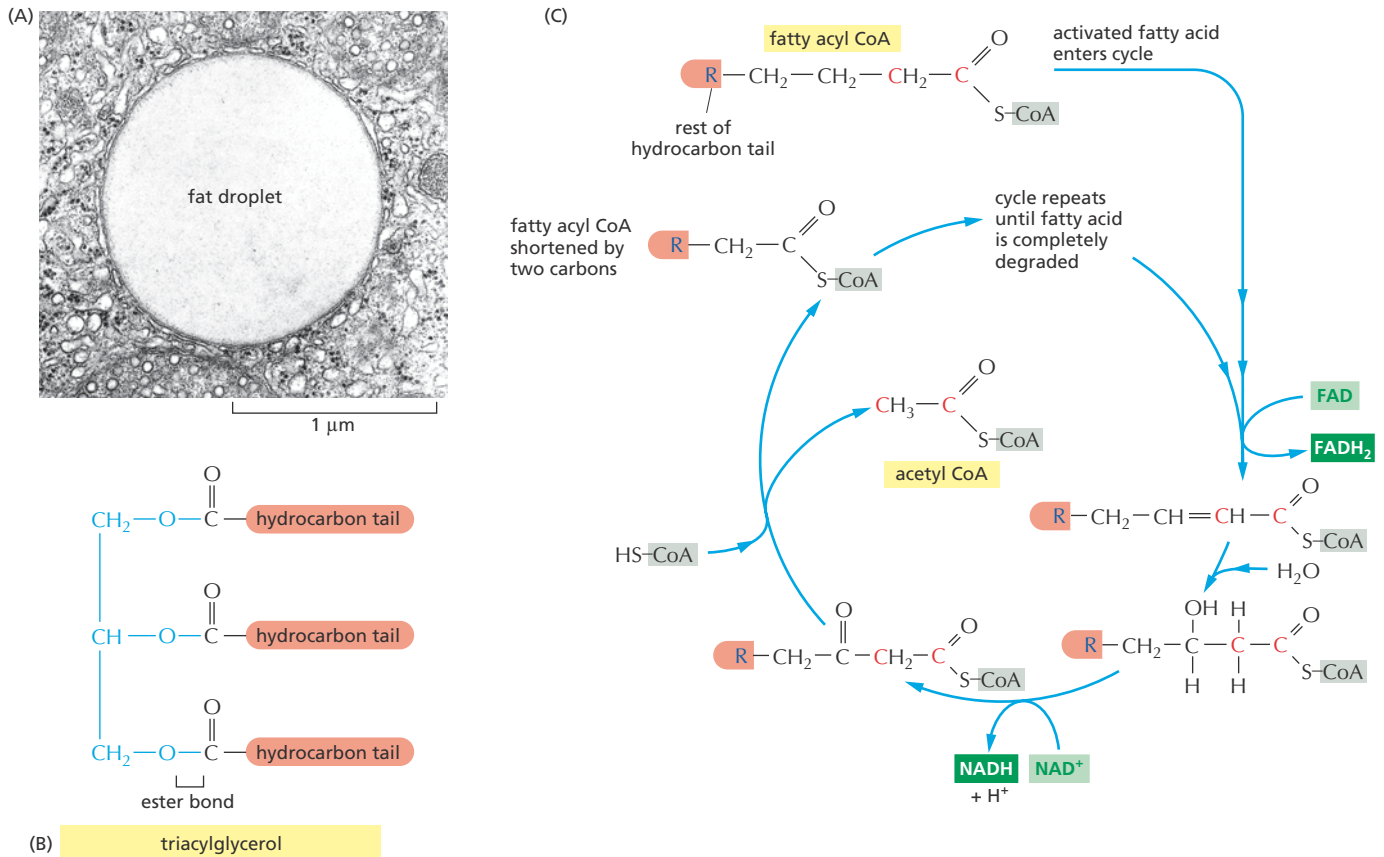 (A)
fat droplet
1 μm
O
CH₂—O—C—hydrocarbon tail
O
CH—O—C—hydrocarbon tail
O
CH₂—O—C—hydrocarbon tail
ester bond
(B)
triacylglycerol
(C)
fatty acyl CoA
O
R—CH₂—CH₂—CH₂—C
S–CoA
rest of
hydrocarbon tail
activated fatty acid
enters cycle
fatty acyl CoA
shortened by
two carbons
O
R—CH₂—C
S–CoA
cycle repeats
until fatty acid
is completely
degraded
O
CH₃—C
S–CoA
acetyl CoA
FAD
FADH₂
O
R—CH₂—CH=CH—C
S–CoA
H₂O
OH H
O
R—CH₂—C—C—C
S–CoA
H H
NAD⁺
NADH
+ H⁺
O
O
R—CH₂—C—CH₂—C
S–CoA
HS–CoA